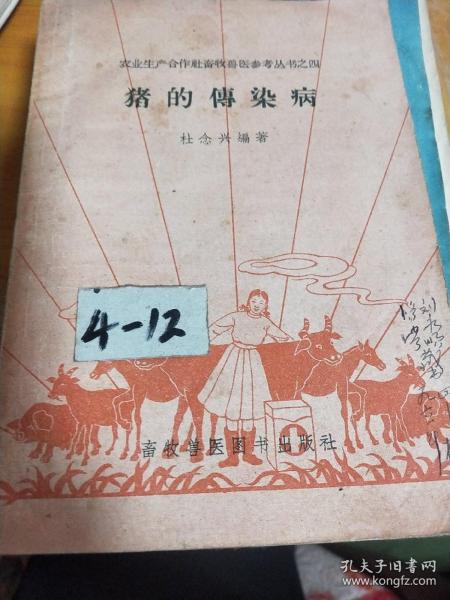 农业生产合作社畜牧兽医参考丛书之四
猪的傳染病
杜念兴編著
4-12
畜牧兽医图书出版社
孔夫子旧书网
www.kongfz.com